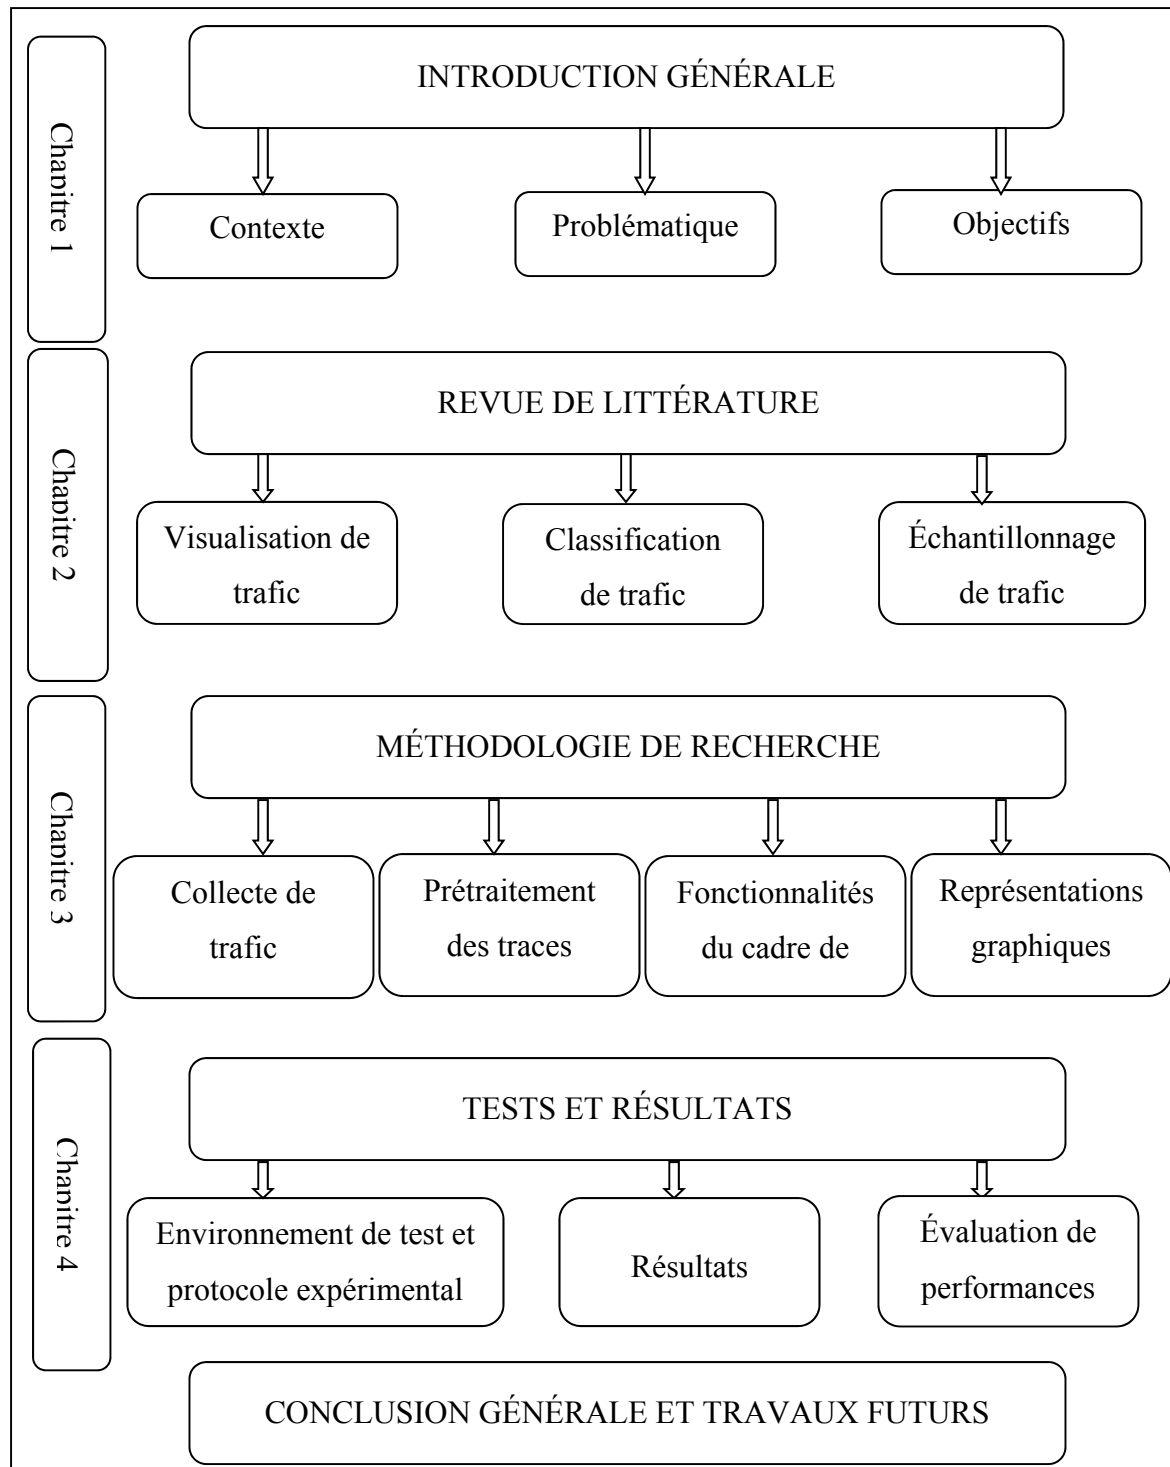 Chapitre 1
INTRODUCTION GÉNÉRALE
Contexte
Problématique
Objectifs
Chapitre 2
REVUE DE LITTÉRATURE
Visualisation de
trafic
Classification
de trafic
Échantillonnage
de trafic
Chapitre 3
MÉTHODOLOGIE DE RECHERCHE
Collecte de
trafic
Prétraitement
des traces
Fonctionnalités
du cadre de
Représentations
graphiques
Chapitre 4
TESTS ET RÉSULTATS
Environnement de test et
protocole expérimental
Résultats
Évaluation de
performances
CONCLUSION GÉNÉRALE ET TRAVAUX FUTURS